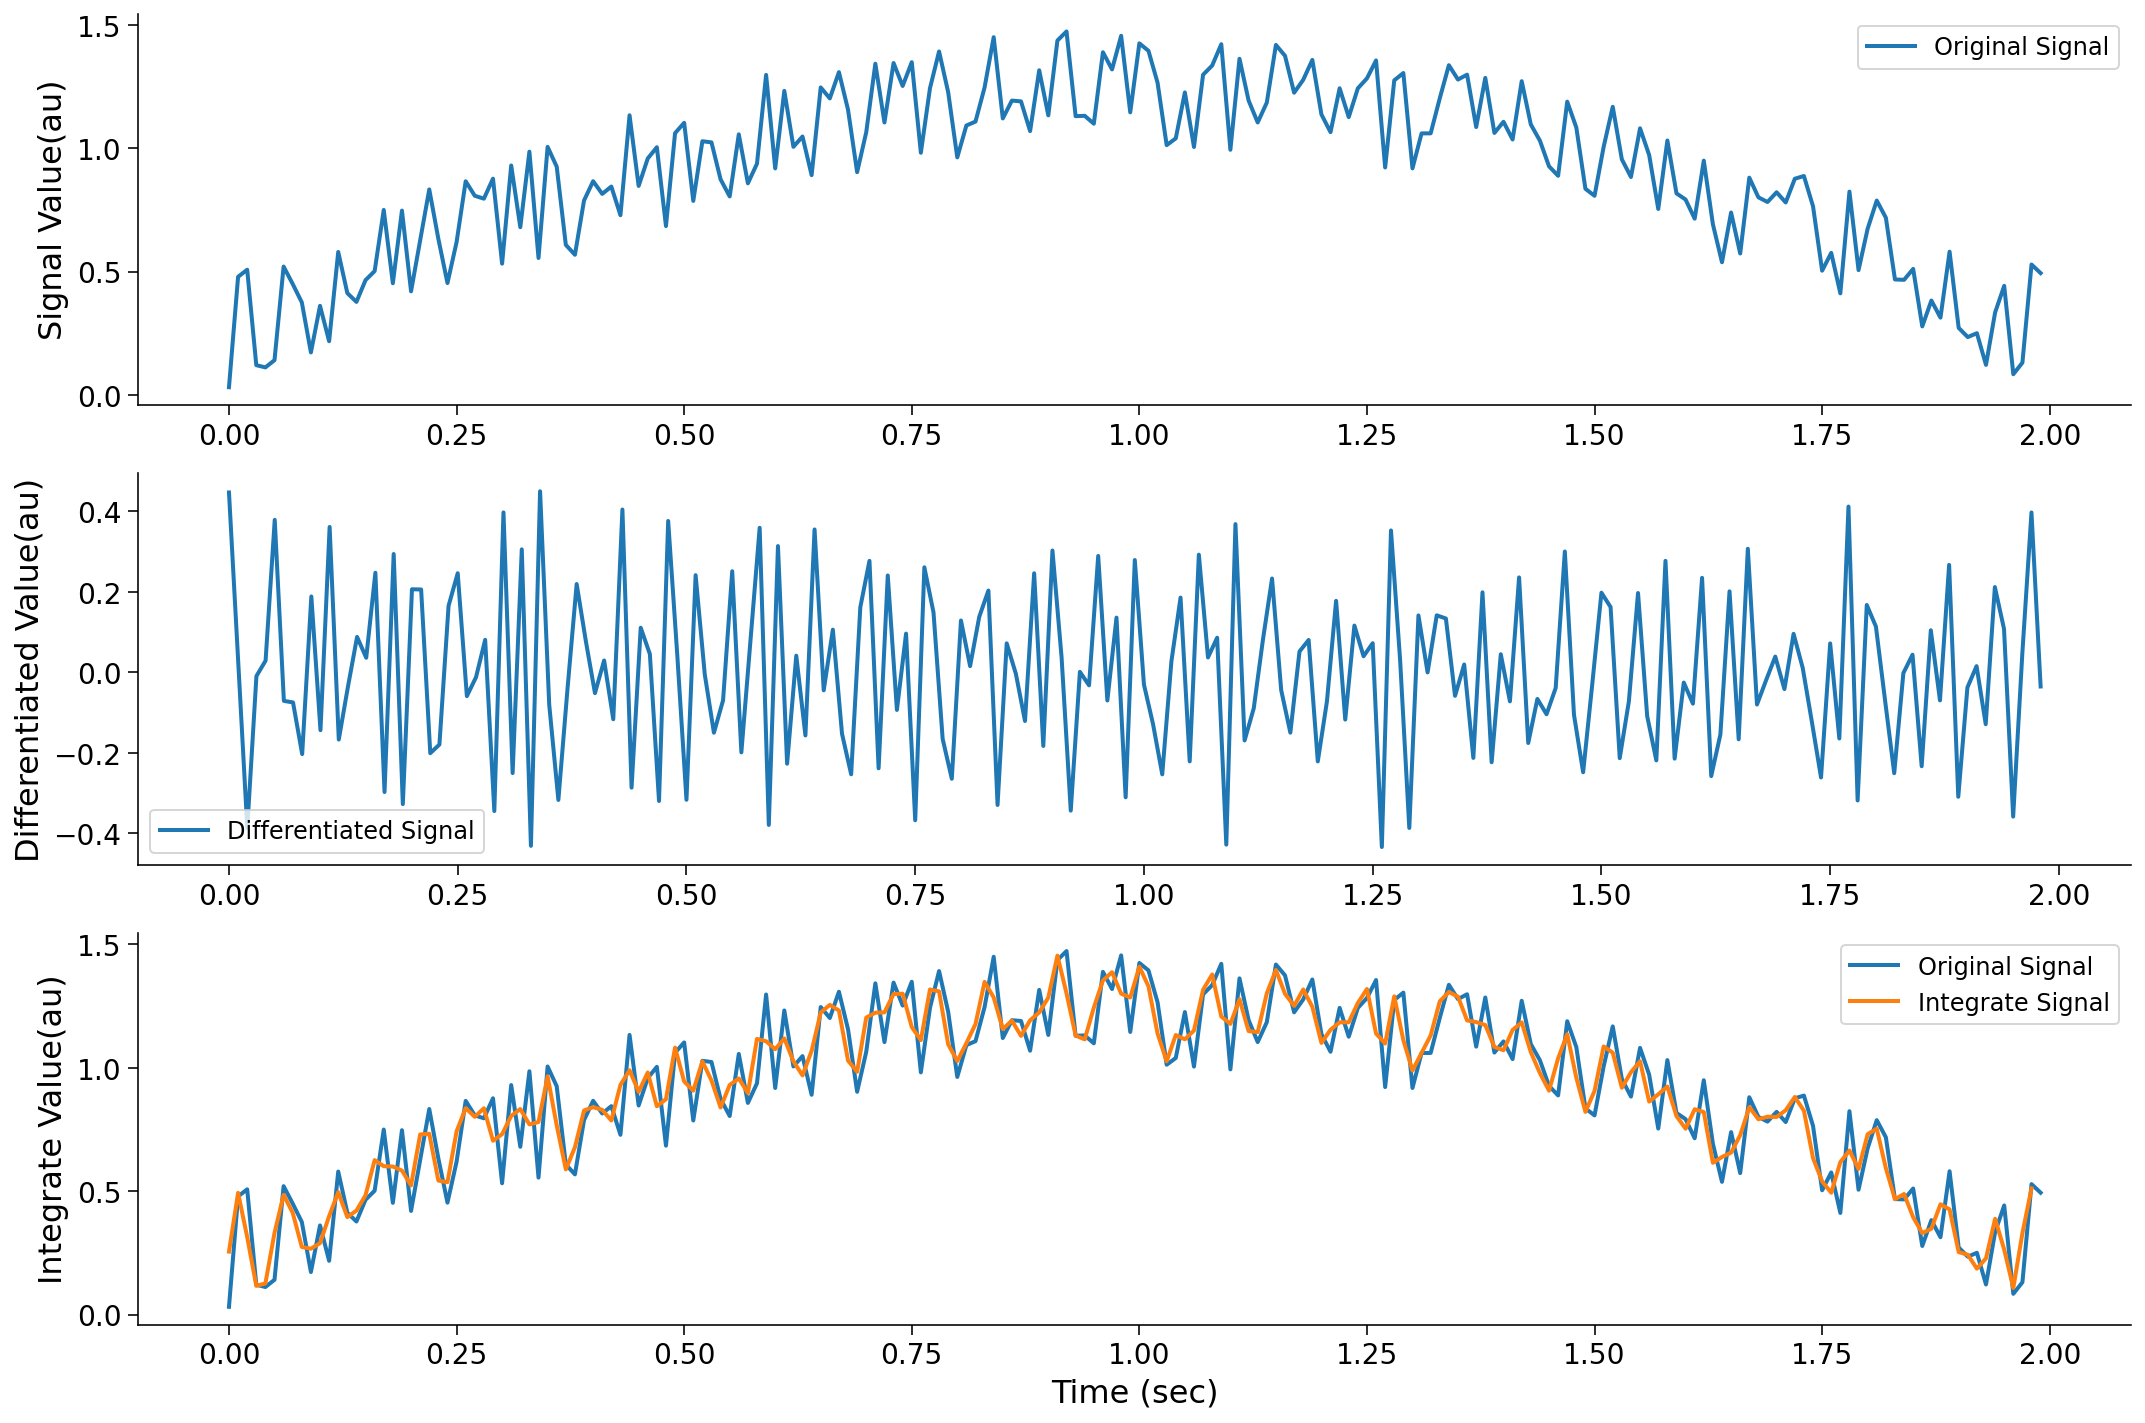 Signal Value(au)
1.5
1.0
0.5
0.0
Original Signal
0.00 0.25 0.50 0.75 1.00 1.25 1.50 1.75 2.00
Differentiated Value(au)
0.4
0.2
0.0
−0.2
−0.4
Differentiated Signal
0.00 0.25 0.50 0.75 1.00 1.25 1.50 1.75 2.00
Integrate Value(au)
1.5
1.0
0.5
0.0
Original Signal
Integrate Signal
0.00 0.25 0.50 0.75 1.00 1.25 1.50 1.75 2.00
Time (sec)